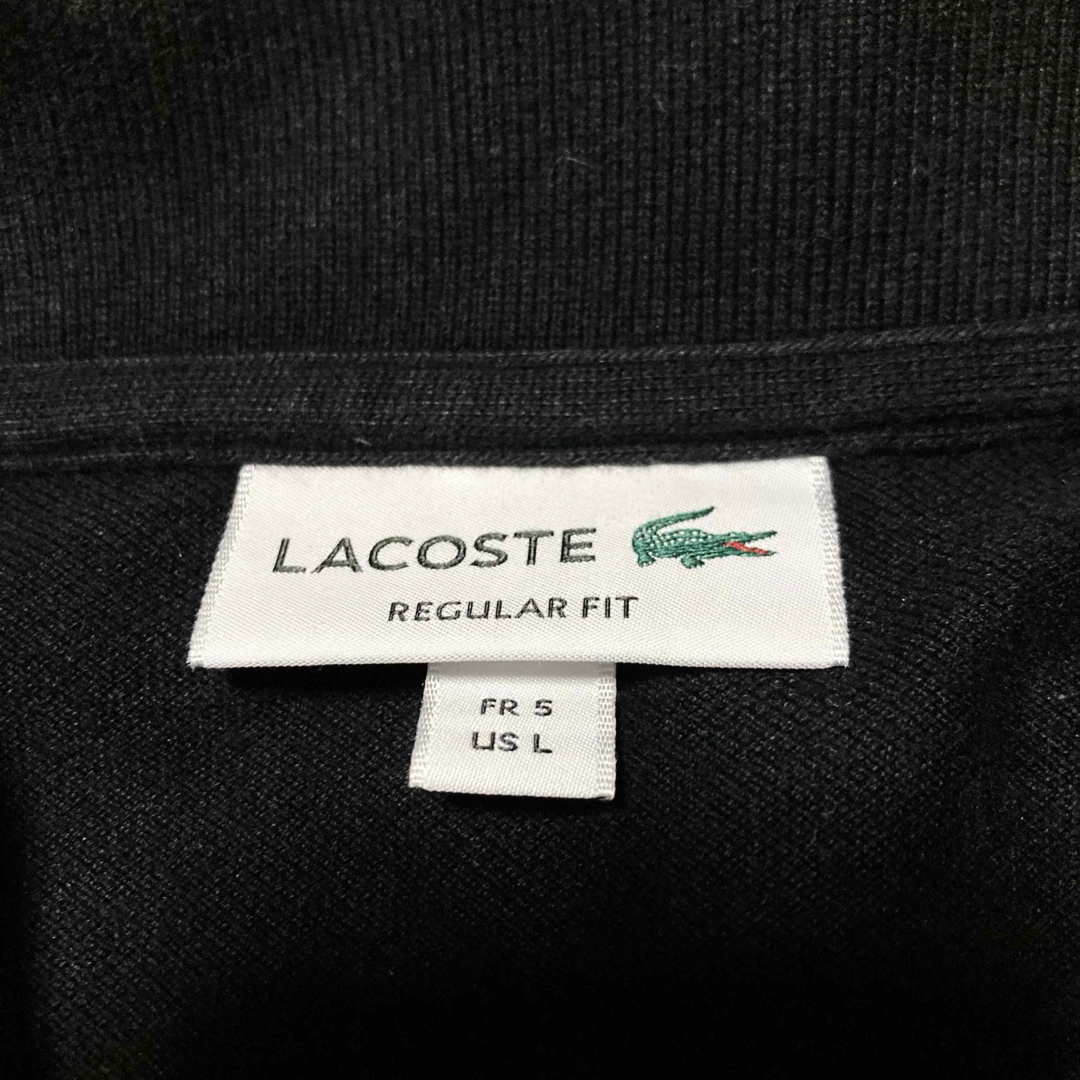 LACOSTE
REGULAR FIT
FR 5
US L